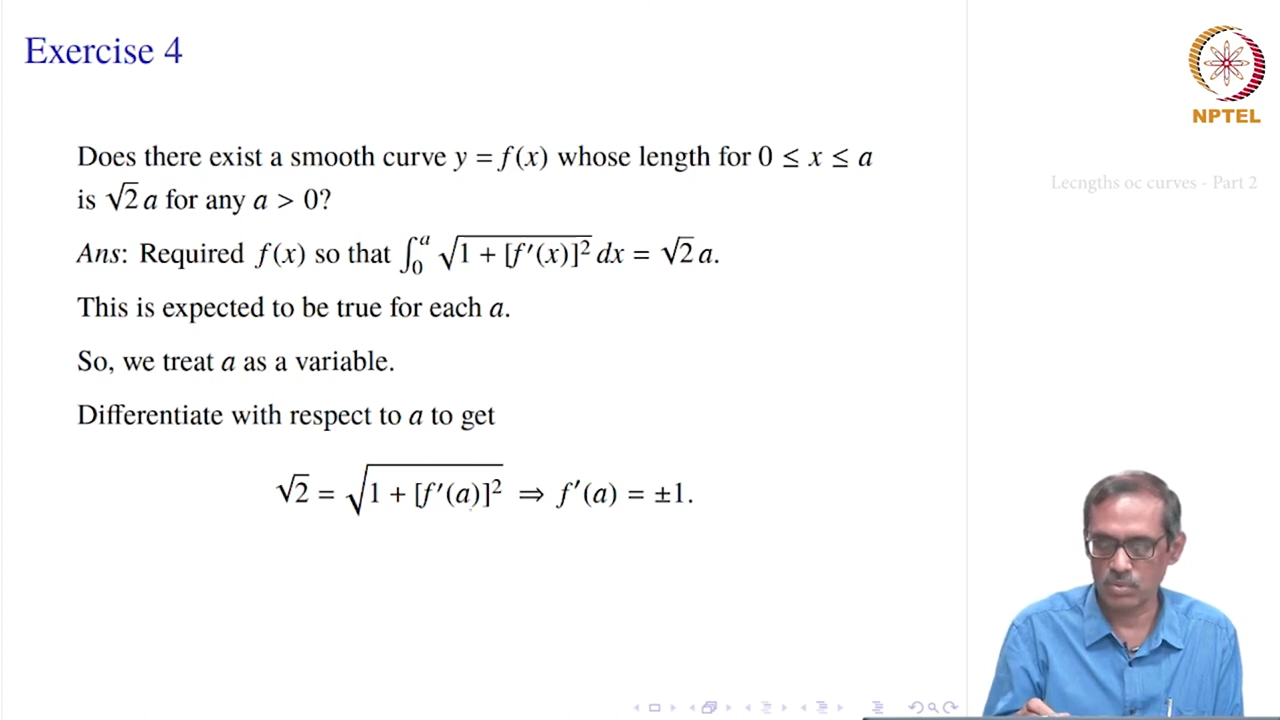 Exercise 4
NPTEL
Does there exist a smooth curve y = f(x) whose length for 0 ≤ x ≤ a
Lecngths oc curves - Part 2
is √2 a for any a > 0?
Ans: Required f(x) so that ∫₀ᵃ √(1 + [f′(x)]²) dx = √2 a.
This is expected to be true for each a.
So, we treat a as a variable.
Differentiate with respect to a to get
√2 = √(1 + [f′(a)]²) ⇒ f′(a) = ±1.